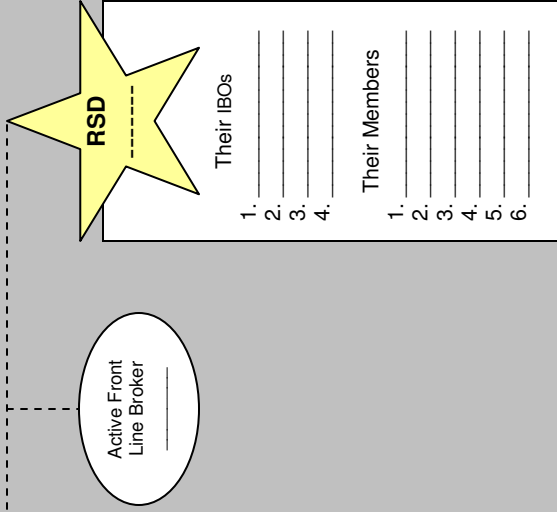 RSD
Their IBOs
1.
2.
3.
4.
Their Members
1.
2.
3.
4.
5.
6.
Active Front
Line Broker